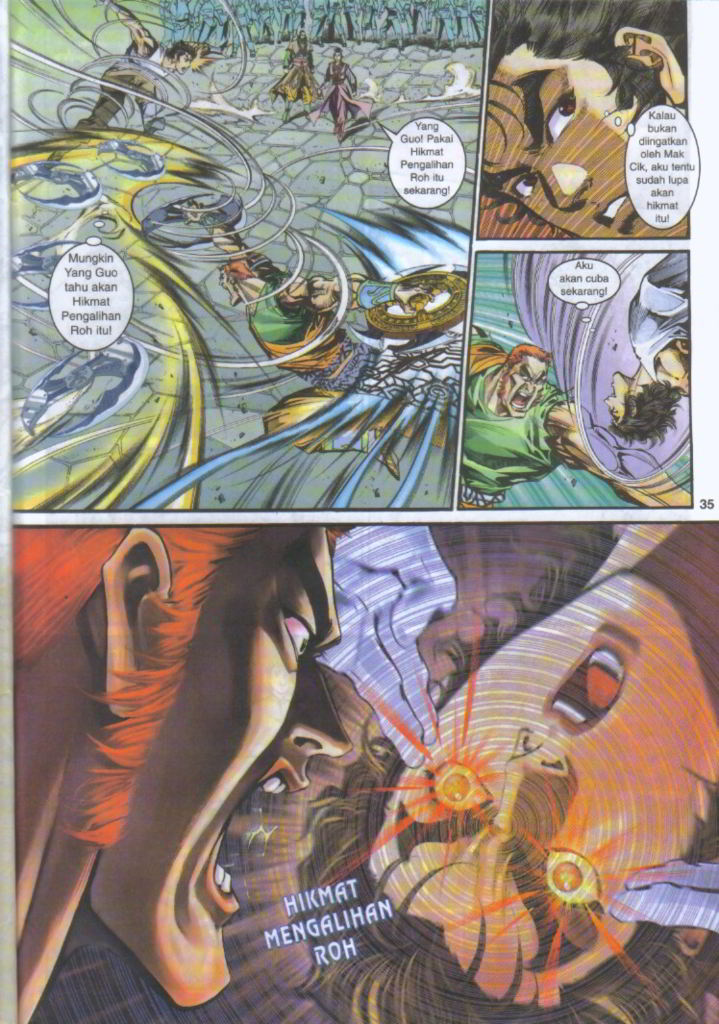 Yang
Guo! Pakai
Hikmat
Pengalihan
Roh itu
sekarang!
Mungkin
Yang Guo
tahu akan
Hikmat
Pengalihan
Roh itu!
Kalau
bukan
diingatkan
oleh Mak
Cik, aku tentu
sudah lupa
akan
hikmat
itu!
Aku
akan cuba
sekarang!
35
HIKMAT
MENGALIHAN
ROH